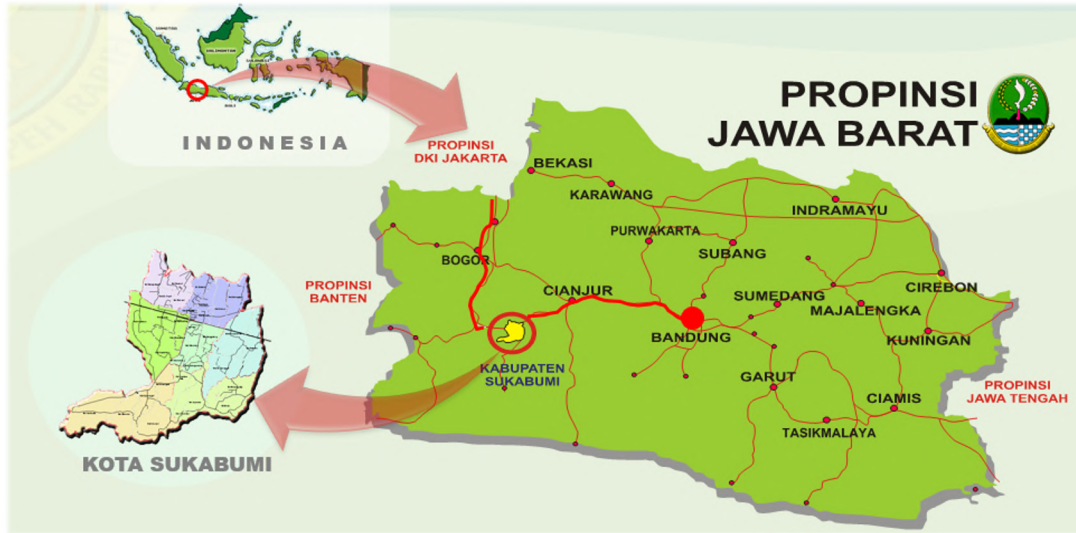 INDONESIA
PROPINSI
JAWA BARAT
PROPINSI
DKI JAKARTA
BEKASI
KARAWANG
INDRAMAYU
PURWAKARTA
SUBANG
BOGOR
PROPINSI
BANTEN
CIANJUR
SUMEDANG
CIREBON
MAJALENGKA
BANDUNG
KUNINGAN
KABUPATEN
SUKABUMI
GARUT
PROPINSI
JAWA TENGAH
CIAMIS
TASIKMALAYA
KOTA SUKABUMI